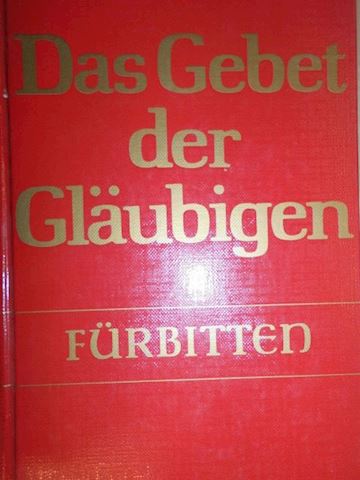 Das Gebet
der
Gläubigen
FÜRBITTEN